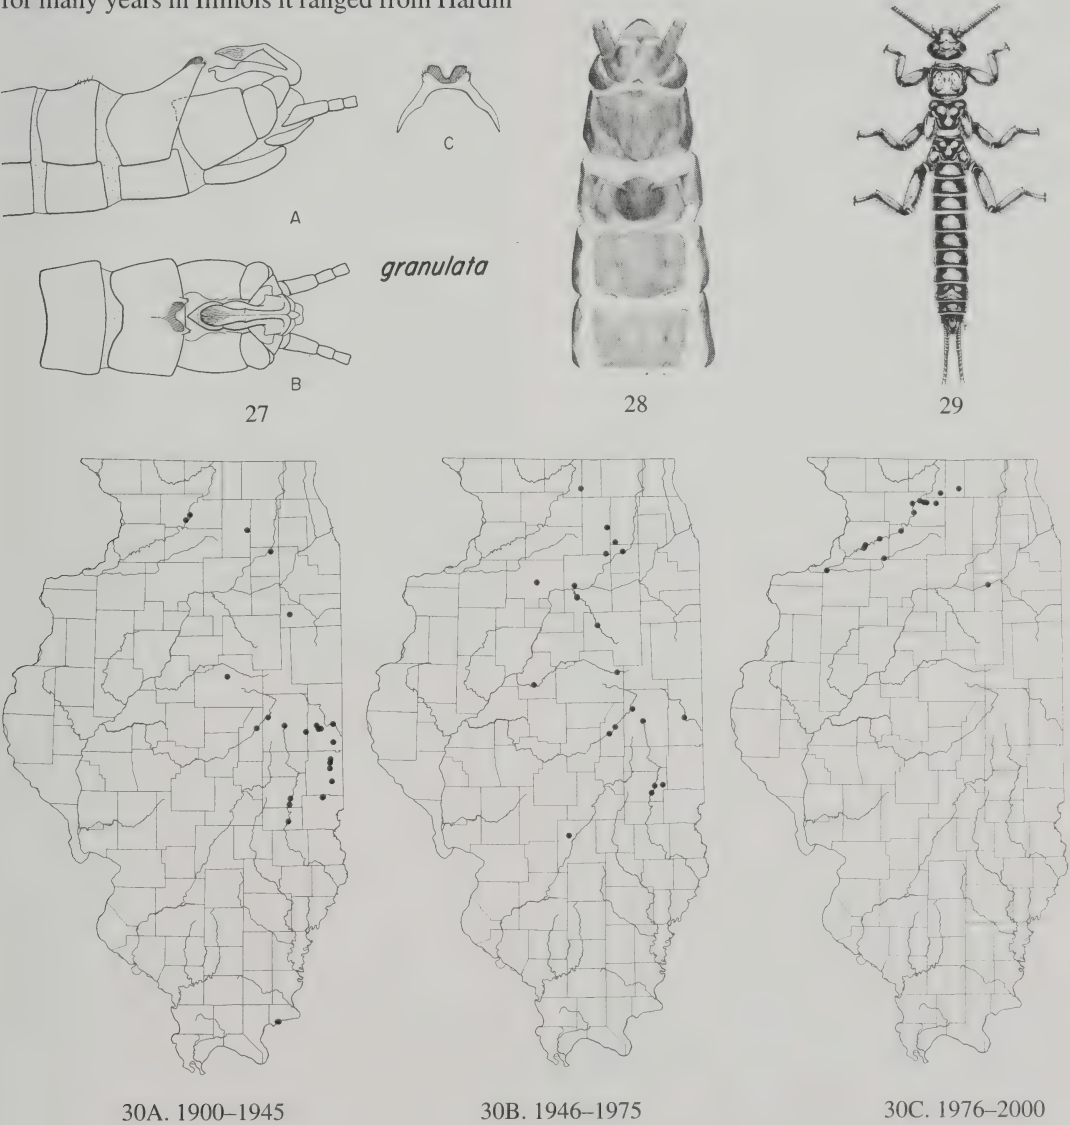 for many years in Illinois it ranged from Hardin
A
C
granulata
B
27
28
29
30A. 1900–1945
30B. 1946–1975
30C. 1976–2000